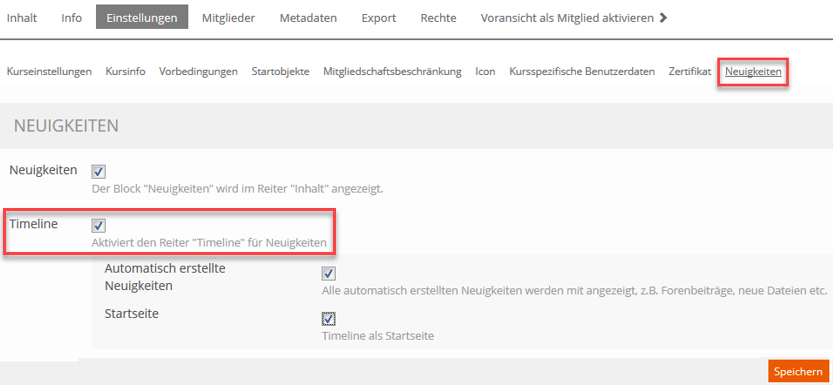 Inhalt Info Einstellungen Mitglieder Metadaten Export Rechte Voransicht als Mitglied aktivieren
Kurseinstellungen Kursinfo Vorbedingungen Startobjekte Mitgliedschaftsbeschränkung Icon Kursspezifische Benutzerdaten Zertifikat Neuigkeiten
NEUIGKEITEN
Neuigkeiten
Der Block "Neuigkeiten" wird im Reiter "Inhalt" angezeigt.
Timeline
Aktiviert den Reiter "Timeline" für Neuigkeiten
Automatisch erstellte
Neuigkeiten
Alle automatisch erstellten Neuigkeiten werden mit angezeigt, z.B. Forenbeiträge, neue Dateien etc.
Startseite
Timeline als Startseite
Speichern